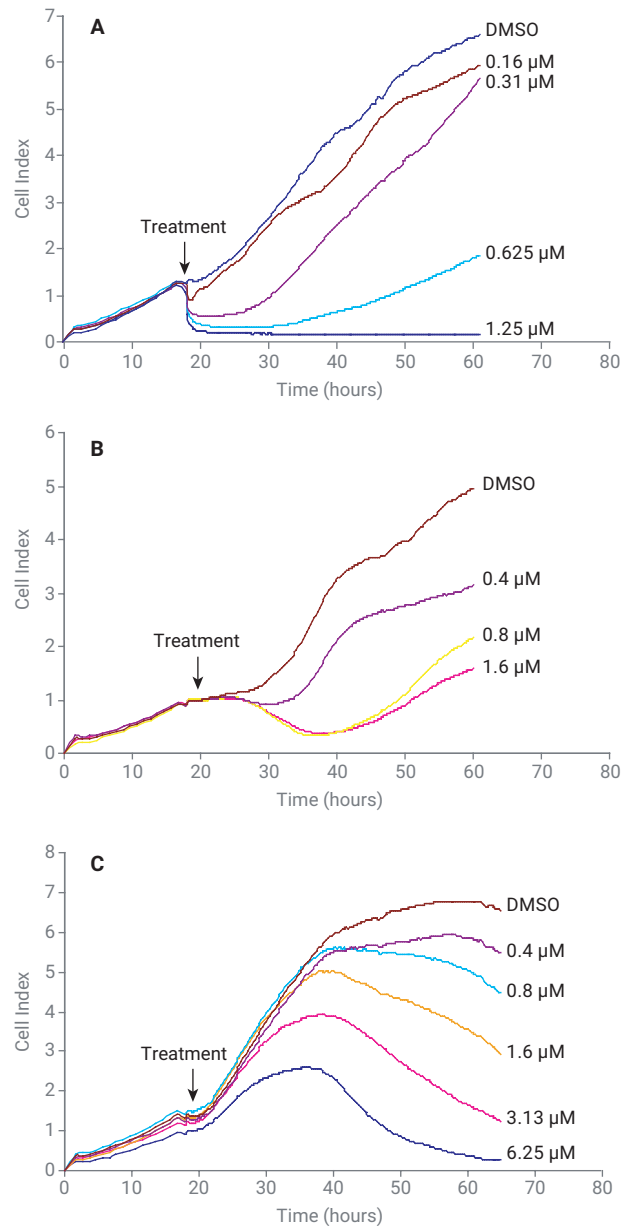 A
7
6
5
4
3
2
1
0
Cell Index
Treatment
DMSO
0.16 µM
0.31 µM
0.625 µM
1.25 µM
0 10 20 30 40 50 60 70 80
Time (hours)
B
6
5
4
3
2
1
0
Cell Index
Treatment
DMSO
0.4 µM
0.8 µM
1.6 µM
0 10 20 30 40 50 60 70 80
Time (hours)
C
8
7
6
5
4
3
2
1
0
Cell Index
Treatment
DMSO
0.4 µM
0.8 µM
1.6 µM
3.13 µM
6.25 µM
0 10 20 30 40 50 60 70 80
Time (hours)